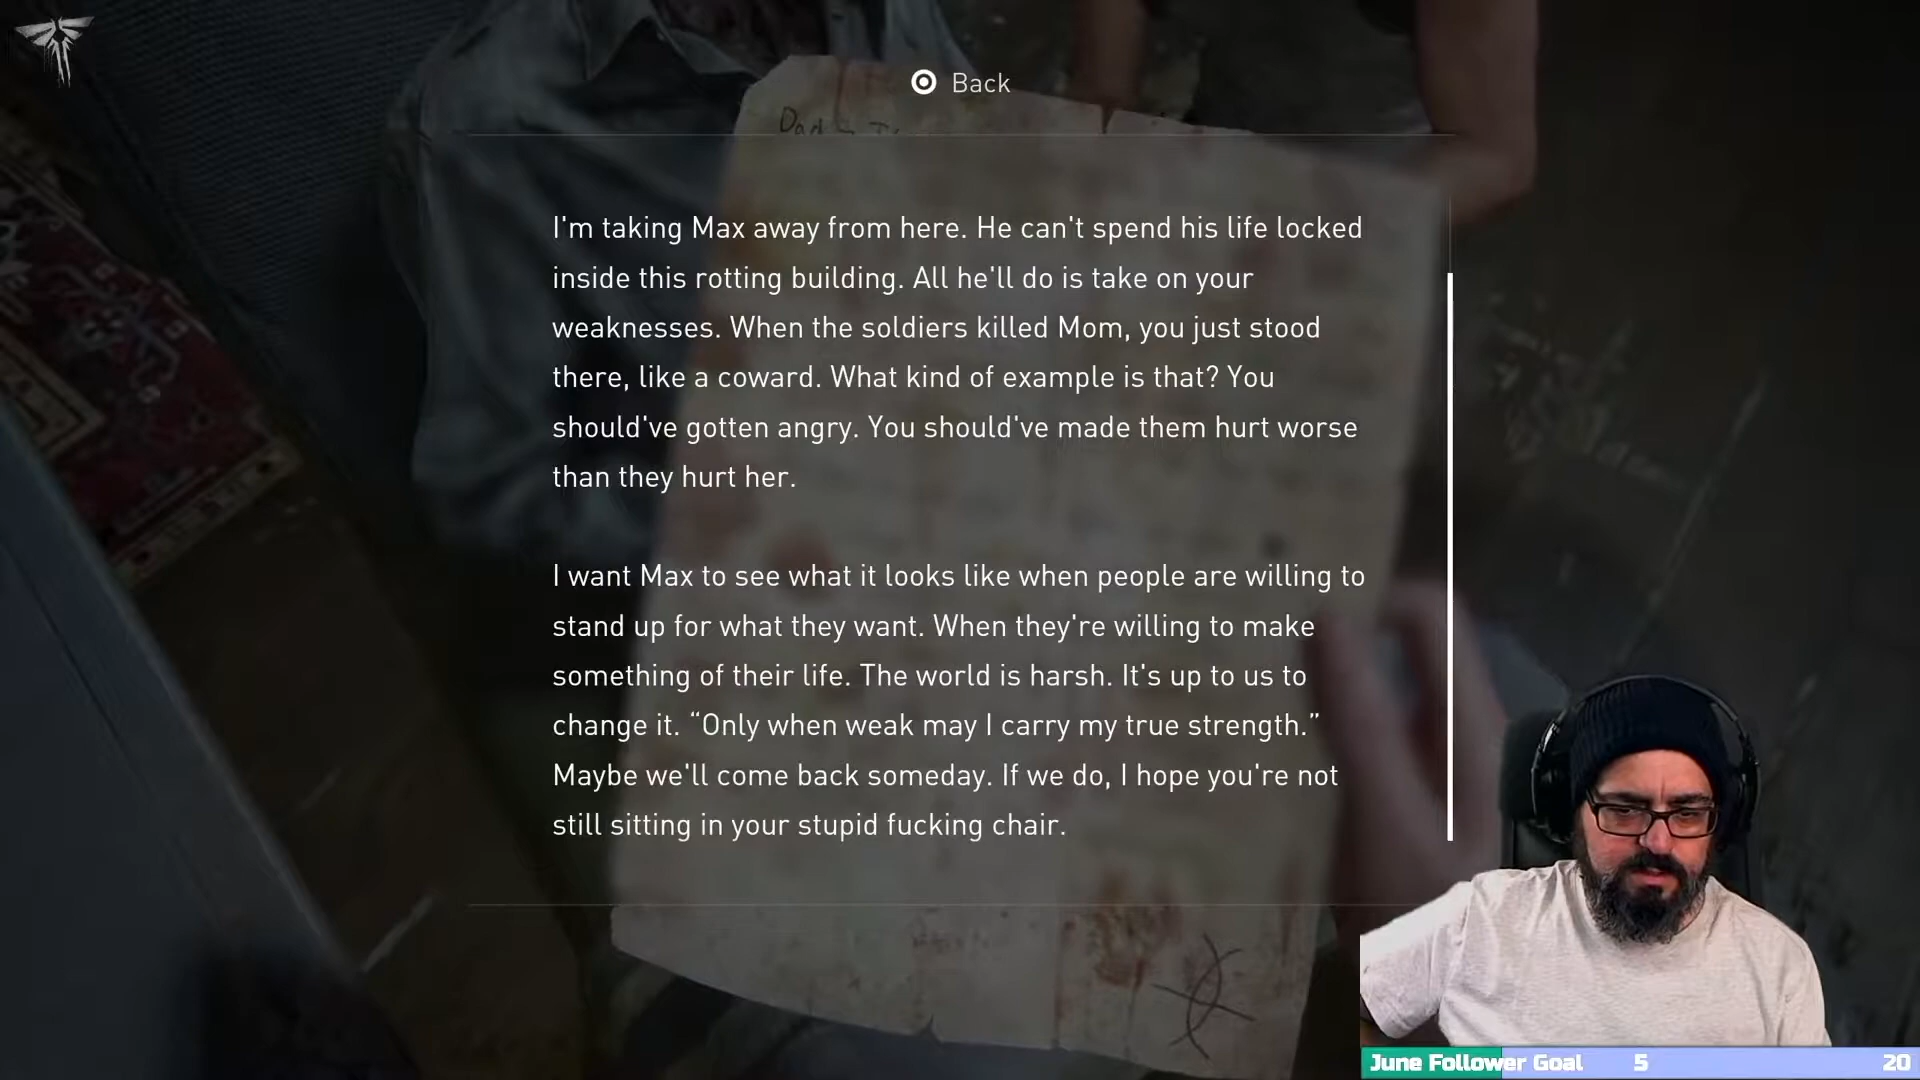 Back
Dad
I'm taking Max away from here. He can't spend his life locked
inside this rotting building. All he'll do is take on your
weaknesses. When the soldiers killed Mom, you just stood
there, like a coward. What kind of example is that? You
should've gotten angry. You should've made them hurt worse
than they hurt her.
I want Max to see what it looks like when people are willing to
stand up for what they want. When they're willing to make
something of their life. The world is harsh. It's up to us to
change it. “Only when weak may I carry my true strength.”
Maybe we'll come back someday. If we do, I hope you're not
still sitting in your stupid fucking chair.
June Follower Goal 5 20